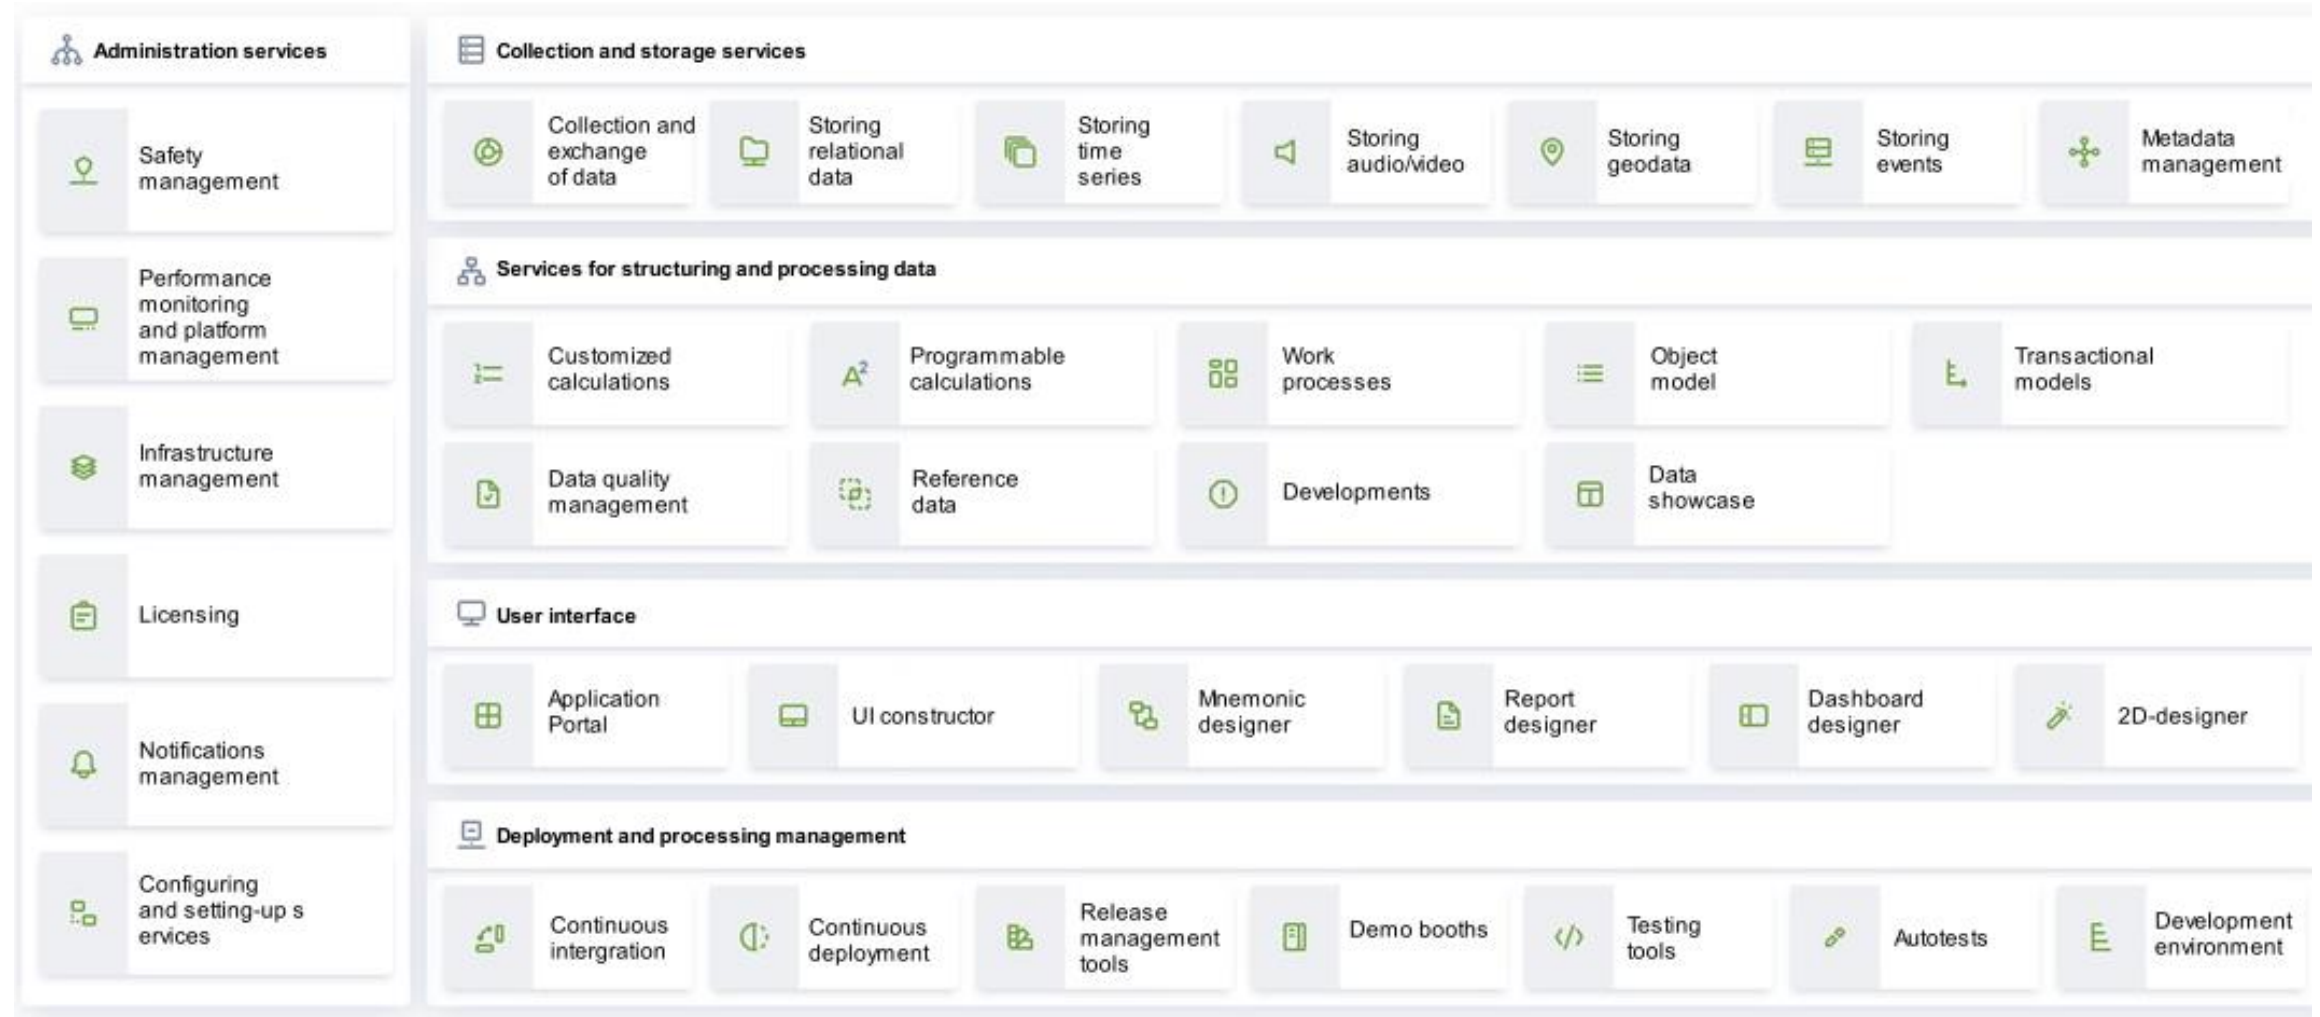 Administration services
Safety
management
Performance
monitoring
and platform
management
Infrastructure
management
Licensing
Notifications
management
Configuring
and setting-up s
ervices
Collection and storage services
Collection and
exchange
of data
Storing
relational
data
Storing
time
series
Storing
audio/video
Storing
geodata
Storing
events
Metadata
management
Services for structuring and processing data
Customized
calculations
Programmable
calculations
Work
processes
Object
model
Transactional
models
Data quality
management
Reference
data
Developments
Data
showcase
User interface
Application
Portal
UI constructor
Mnemonic
designer
Report
designer
Dashboard
designer
2D-designer
Deployment and processing management
Continuous
intergration
Continuous
deployment
Release
management
tools
Demo booths
Testing
tools
Autotests
Development
environment